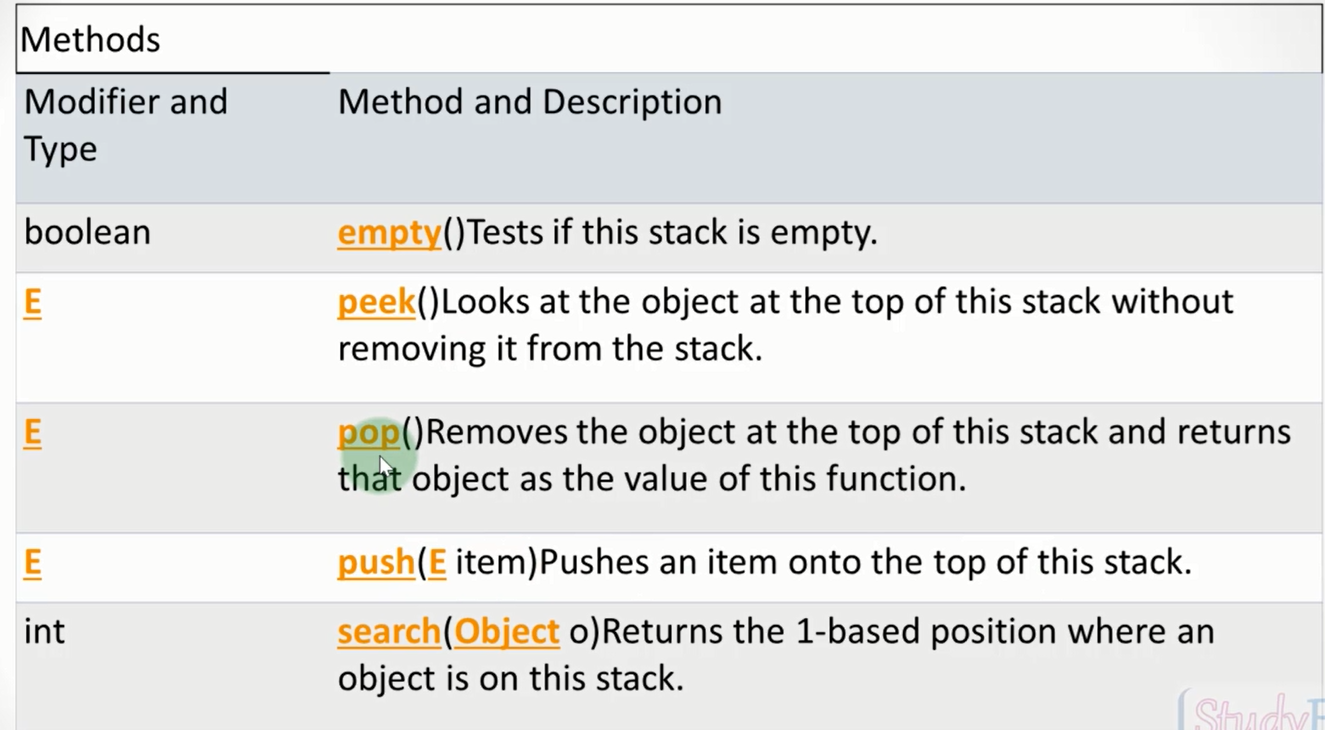 Methods
Modifier and
Type
Method and Description
boolean
empty()Tests if this stack is empty.
E
peek()Looks at the object at the top of this stack without
removing it from the stack.
E
pop()Removes the object at the top of this stack and returns
that object as the value of this function.
E
push(E item)Pushes an item onto the top of this stack.
int
search(Object o)Returns the 1-based position where an
object is on this stack.
Study